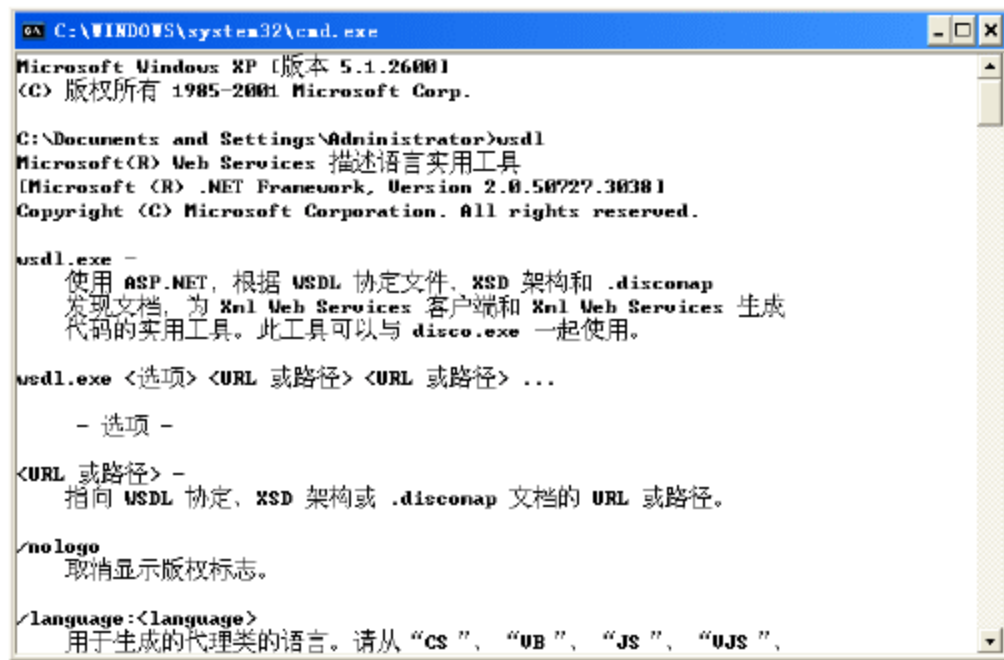 C:\WINDOWS\system32\cmd.exe
Microsoft Windows XP [版本 5.1.2600]
(C) 版权所有 1985-2001 Microsoft Corp.
C:\Documents and Settings\Administrator>wsdl
Microsoft(R) Web Services 描述语言实用工具
[Microsoft (R) .NET Framework, Version 2.0.50727.3038]
Copyright (C) Microsoft Corporation. All rights reserved.
wsdl.exe -
使用 ASP.NET，根据 WSDL 协定文件、XSD 架构和 .discomap
发现文档，为 Xml Web Services 客户端和 Xml Web Services 生成
代码的实用工具。此工具可以与 disco.exe 一起使用。
wsdl.exe <选项> <URL 或路径> <URL 或路径> ...
- 选项 -
<URL 或路径> -
指向 WSDL 协定、XSD 架构或 .discomap 文档的 URL 或路径。
/nologo
取消显示版权标志。
/language:<language>
用于生成的代理类的语言。请从“CS”、“VB”、“JS”、“VJS”、